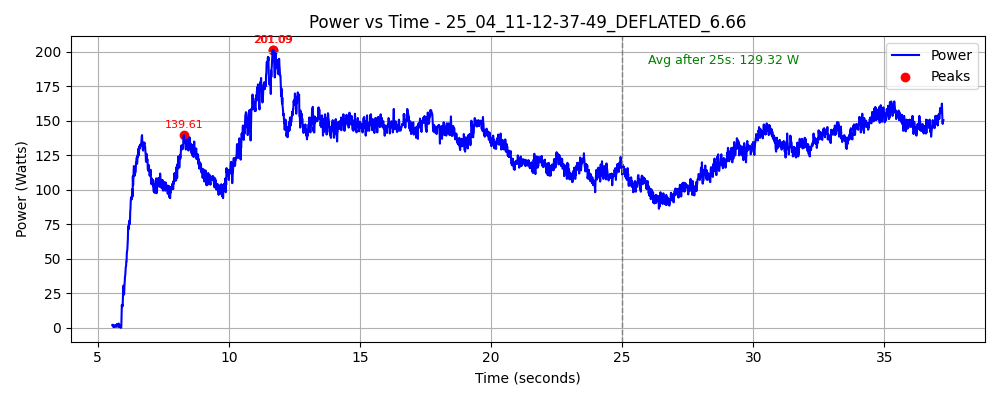 Power vs Time - 25_04_11-12-37-49_DEFLATED_6.66
201.09
139.61
Avg after 25s: 129.32 W
Power
Peaks
Power (Watts)
200
175
150
125
100
75
50
25
0
5 10 15 20 25 30 35
Time (seconds)